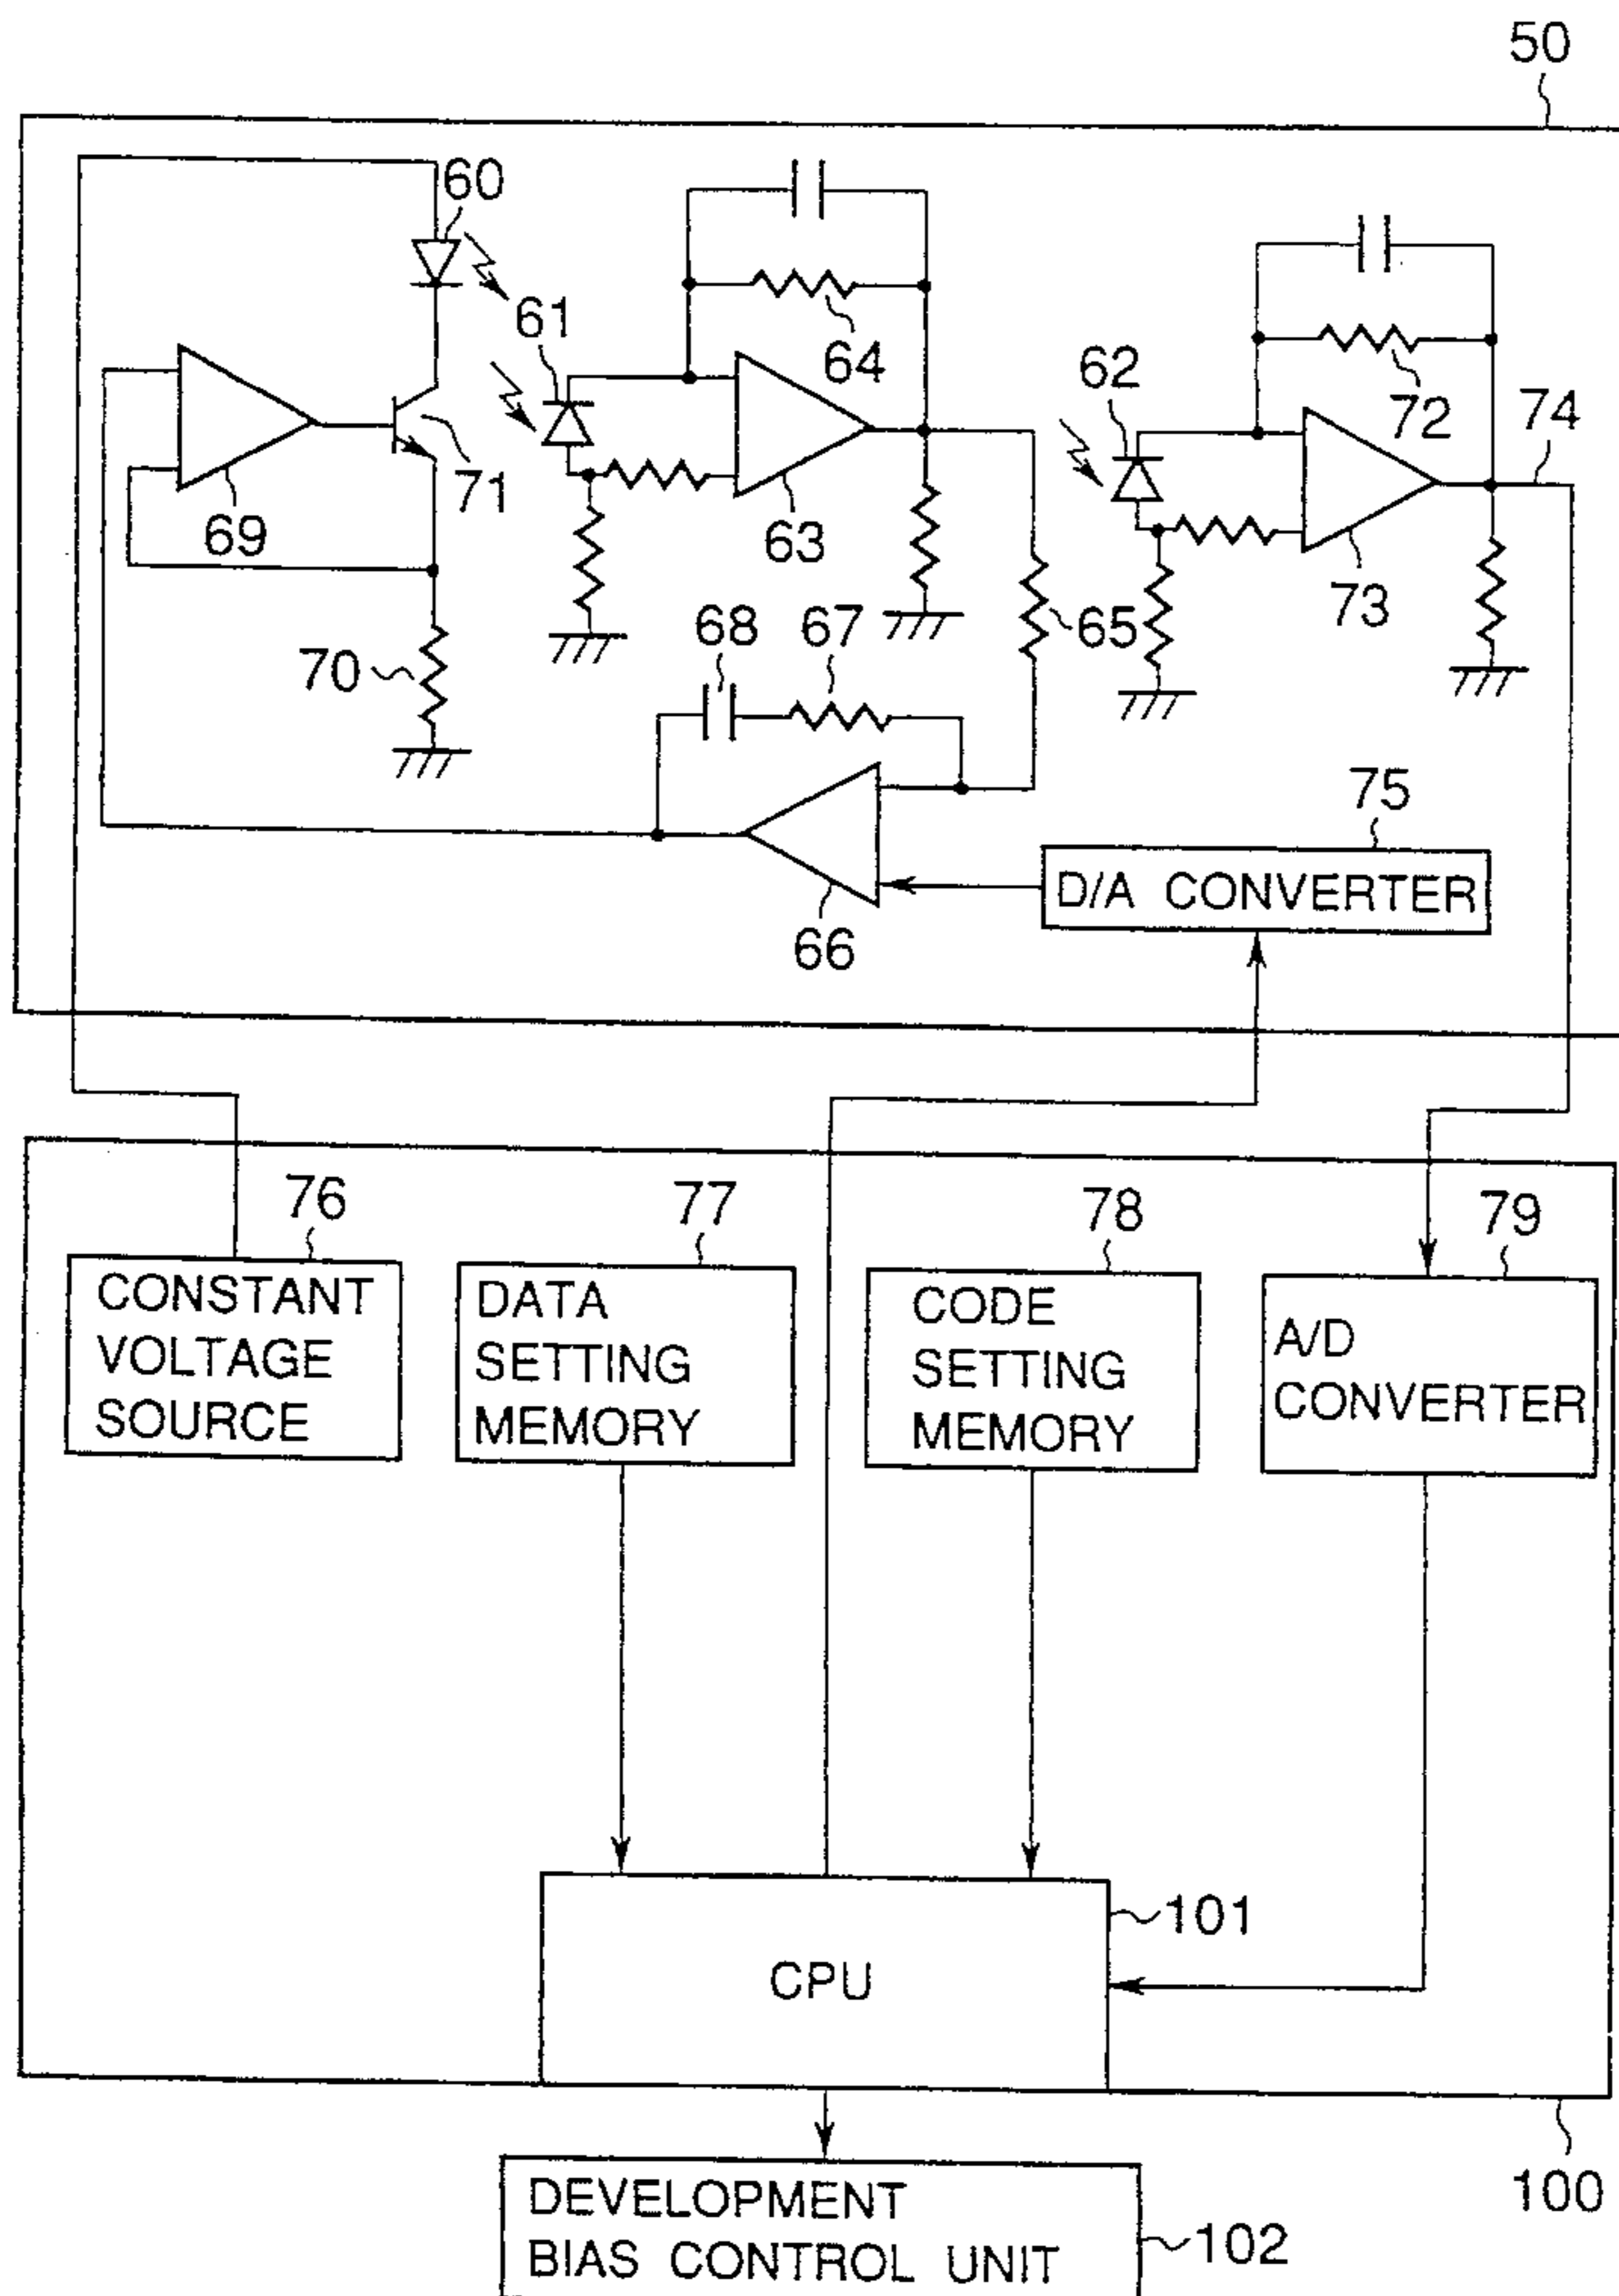 50
60
61
64
62
72
74
69
71
63
73
65
68
67
70
75
D/A CONVERTER
66
76
77
78
79
CONSTANT
VOLTAGE
SOURCE
DATA
SETTING
MEMORY
CODE
SETTING
MEMORY
A/D
CONVERTER
101
CPU
100
DEVELOPMENT
BIAS CONTROL UNIT
102